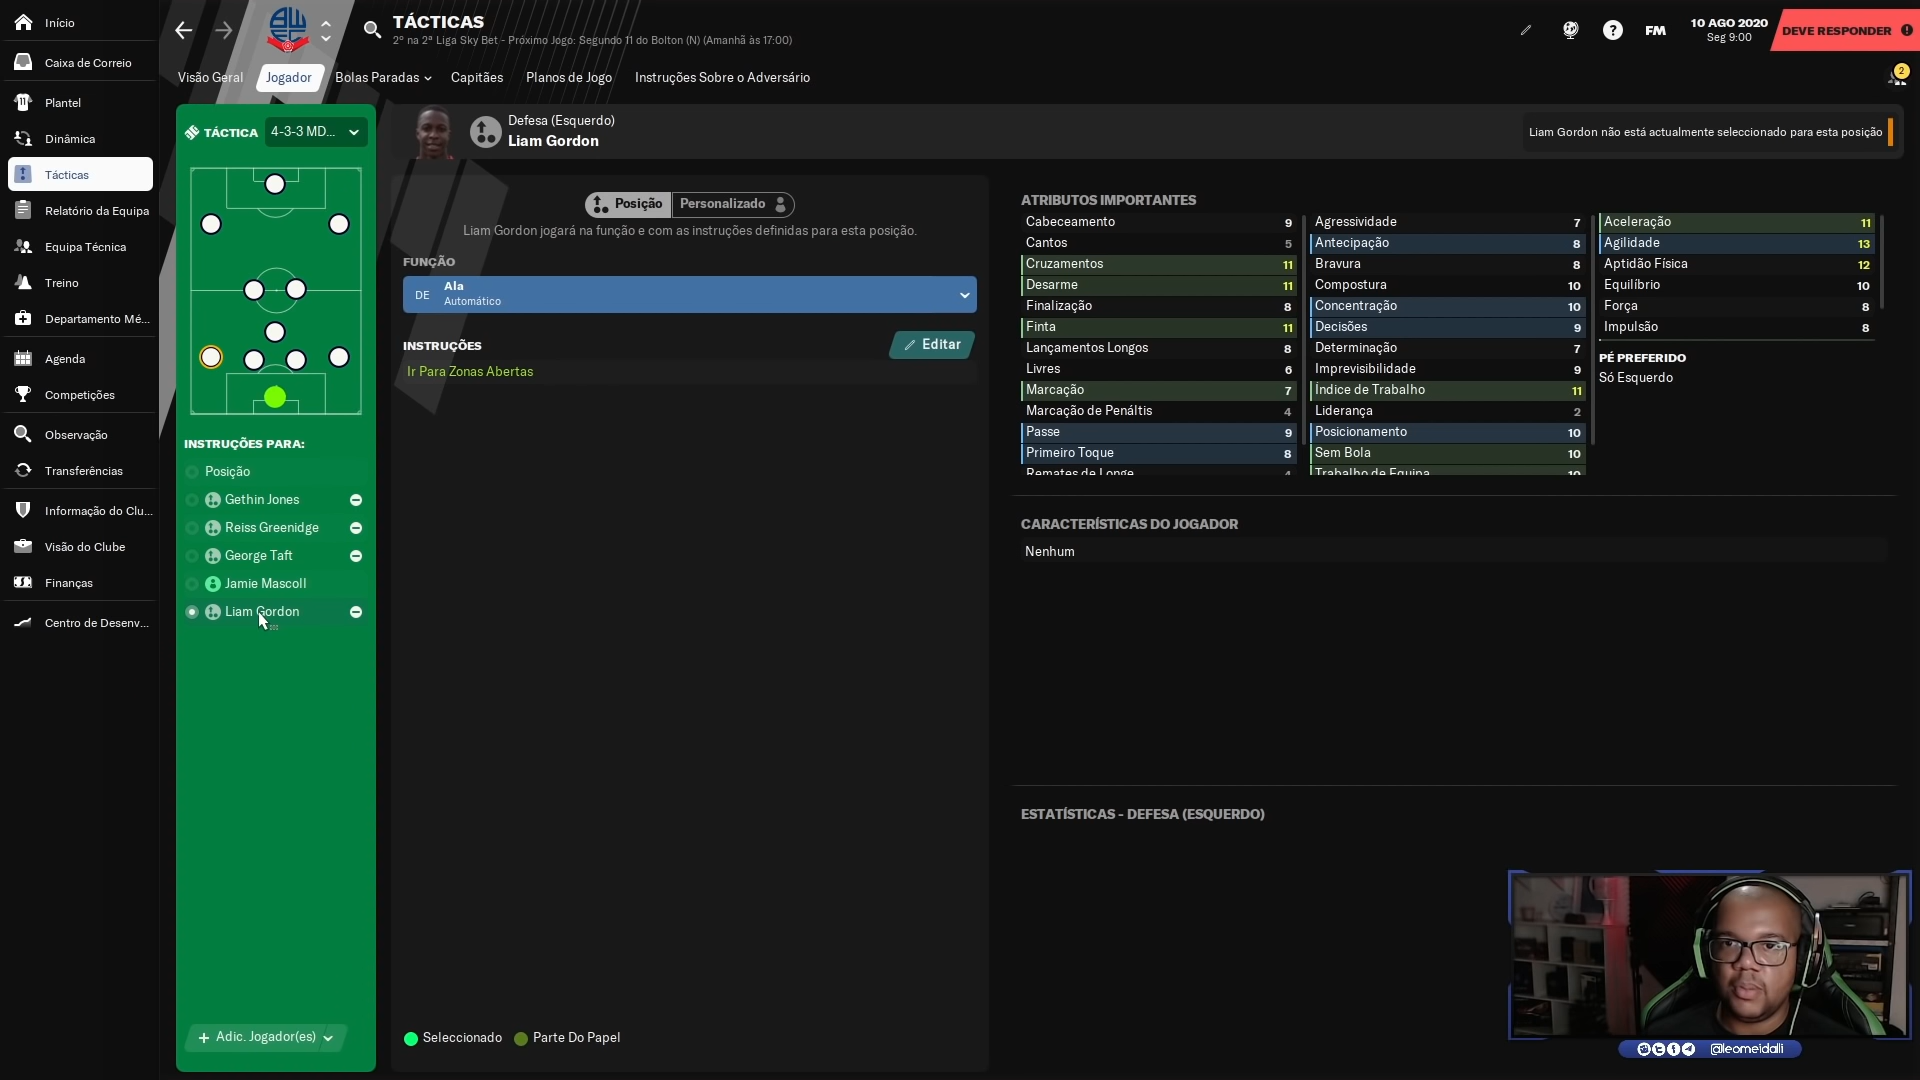 Início
Caixa de Correio
Plantel
Dinâmica
Tácticas
Relatório da Equipa
Equipa Técnica
Treino
Departamento Mé...
Agenda
Competições
Observação
Transferências
Informação do Clu...
Visão do Clube
Finanças
Centro de Desenv...
TÁCTICAS
2º na 2ª Liga Sky Bet - Próximo Jogo: Segundo 11 do Bolton (N) (Amanhã às 17:00)
?
FM
10 AGO 2020
Seg 9:00
DEVE RESPONDER
2
Visão Geral
Jogador
Bolas Paradas
Capitães
Planos de Jogo
Instruções Sobre o Adversário
TÁCTICA
4-3-3 MD...
INSTRUÇÕES PARA:
Posição
Gethin Jones
Reiss Greenidge
George Taft
Jamie Mascoll
Liam Gordon
Adic. Jogador(es)
Defesa (Esquerdo)
Liam Gordon
Liam Gordon não está actualmente seleccionado para esta posição
Posição
Personalizado
Liam Gordon jogará na função e com as instruções definidas para esta posição.
FUNÇÃO
DE
Ala
Automático
INSTRUÇÕES
Editar
Ir Para Zonas Abertas
Seleccionado
Parte Do Papel
ATRIBUTOS IMPORTANTES
Cabeceamento 9
Cantos 5
Cruzamentos 11
Desarme 11
Finalização 8
Finta 11
Lançamentos Longos 8
Livres 6
Marcação 7
Marcação de Penáltis 4
Passe 9
Primeiro Toque 8
Remates de Longe 4
Agressividade 7
Antecipação 8
Bravura 8
Compostura 10
Concentração 10
Decisões 9
Determinação 7
Imprevisibilidade 9
Índice de Trabalho 11
Liderança 2
Posicionamento 10
Sem Bola 10
Trabalho de Equipa 10
Aceleração 11
Agilidade 13
Aptidão Física 12
Equilíbrio 10
Força 8
Impulsão 8
PÉ PREFERIDO
Só Esquerdo
CARACTERÍSTICAS DO JOGADOR
Nenhum
ESTATÍSTICAS - DEFESA (ESQUERDO)
@leomeidalli